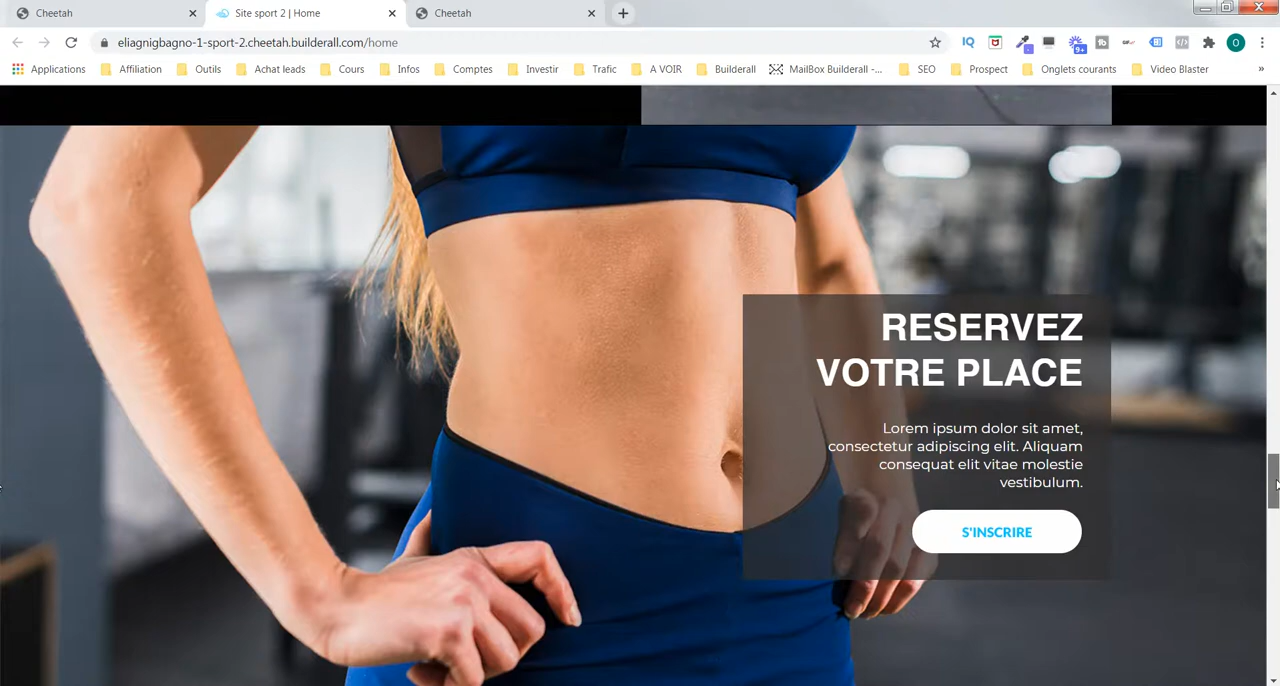 Cheetah
Site sport 2 | Home
Cheetah
eliagnigbagno-1-sport-2.cheetah.builderall.com/home
IQ
9+
O
Applications
Affiliation
Outils
Achat leads
Cours
Infos
Comptes
Investir
Trafic
A VOIR
Builderall
MailBox Builderall -...
SEO
Prospect
Onglets courants
Video Blaster
»
RESERVEZ
VOTRE PLACE
Lorem ipsum dolor sit amet,
consectetur adipiscing elit. Aliquam
consequat elit vitae molestie
vestibulum.
S'INSCRIRE